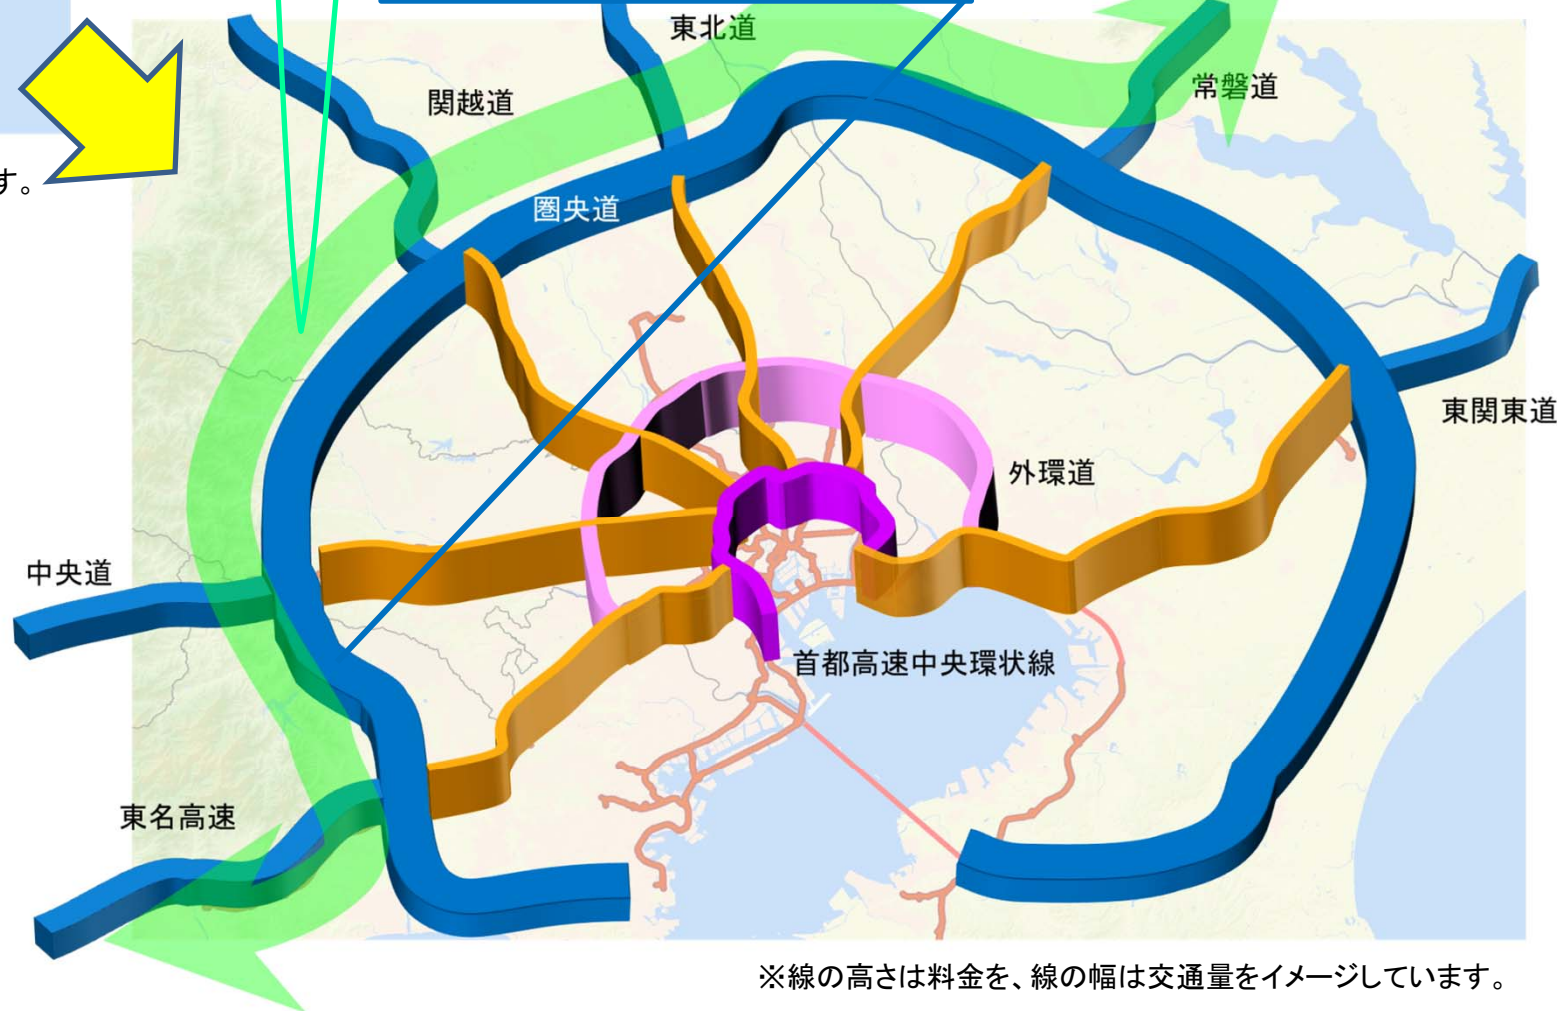 東北道
常磐道
関越道
す。
圏央道
東関東道
外環道
中央道
首都高速中央環状線
東名高速
※線の高さは料金を、線の幅は交通量をイメージしています。